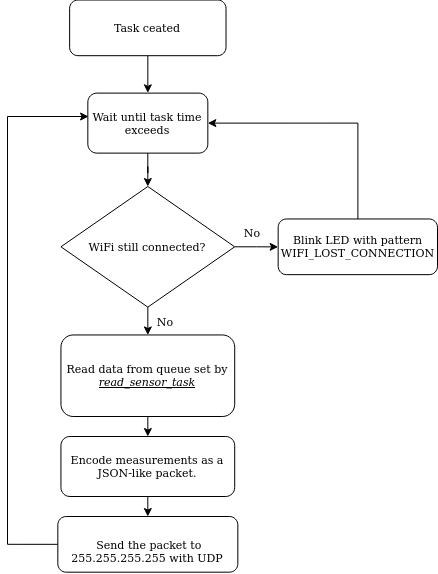 Task ceated
Wait until task time
exceeds
WiFi still connected?
No
Blink LED with pattern
WIFI_LOST_CONNECTION
No
Read data from queue set by
read_sensor_task
Encode measurements as a
JSON-like packet.
Send the packet to
255.255.255.255 with UDP